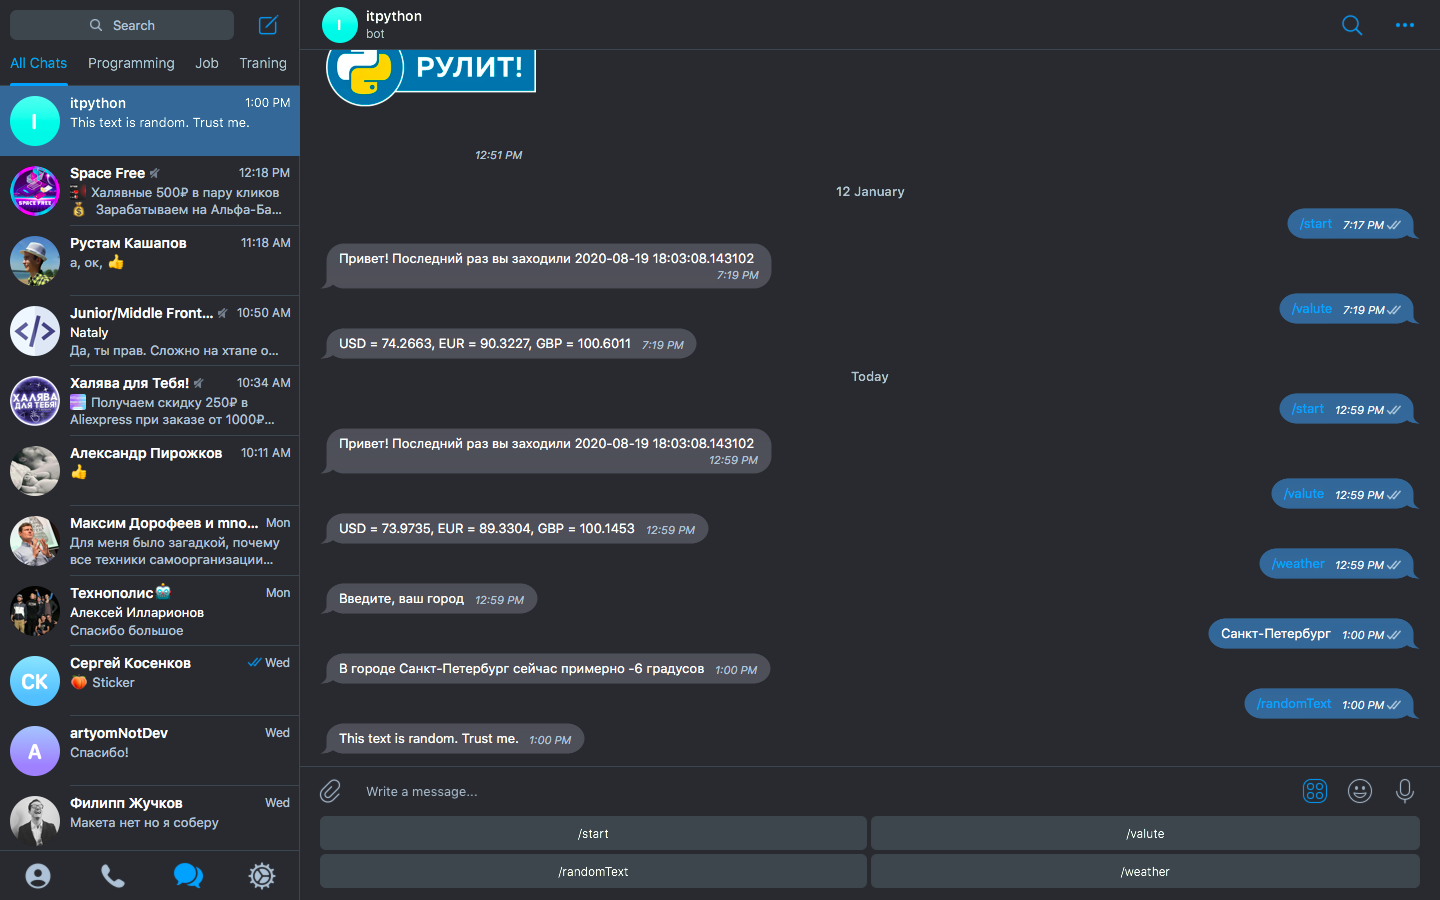 Search
All Chats Programming Job Traning
I
itpython 1:00 PM
This text is random. Trust me.
SPACE FREE
Space Free 12:18 PM
Халявные 500₽ в пару кликов
💰 Зарабатываем на Альфа-Ба...
Рустам Кашапов 11:18 AM
а, ок, 👍
</>
Junior/Middle Front... 10:50 AM
Nataly
Да, ты прав. Сложно на хтапе о...
ХАЛЯВА
ДЛЯ ТЕБЯ!
Халява для Тебя! 10:34 AM
Получаем скидку 250₽ в
Aliexpress при заказе от 1000₽...
Александр Пирожков 10:11 AM
👍
Максим Дорофеев и mno... Mon
Для меня было загадкой, почему
все техники самоорганизации...
Технополис🤖 Mon
Алексей Илларионов
Спасибо большое
СК
Сергей Косенков Wed
🍑 Sticker
A
artyomNotDev Wed
Спасибо!
Филипп Жучков Wed
Макета нет но я соберу
I
itpython
bot
РУЛИТ!
12:51 PM
12 January
/start 7:17 PM
Привет! Последний раз вы заходили 2020-08-19 18:03:08.143102
7:19 PM
/valute 7:19 PM
USD = 74.2663, EUR = 90.3227, GBP = 100.6011 7:19 PM
Today
/start 12:59 PM
Привет! Последний раз вы заходили 2020-08-19 18:03:08.143102
12:59 PM
/valute 12:59 PM
USD = 73.9735, EUR = 89.3304, GBP = 100.1453 12:59 PM
/weather 12:59 PM
Введите, ваш город 12:59 PM
Санкт-Петербург 1:00 PM
В городе Санкт-Петербург сейчас примерно -6 градусов 1:00 PM
/randomText 1:00 PM
This text is random. Trust me. 1:00 PM
Write a message...
/start /valute
/randomText /weather